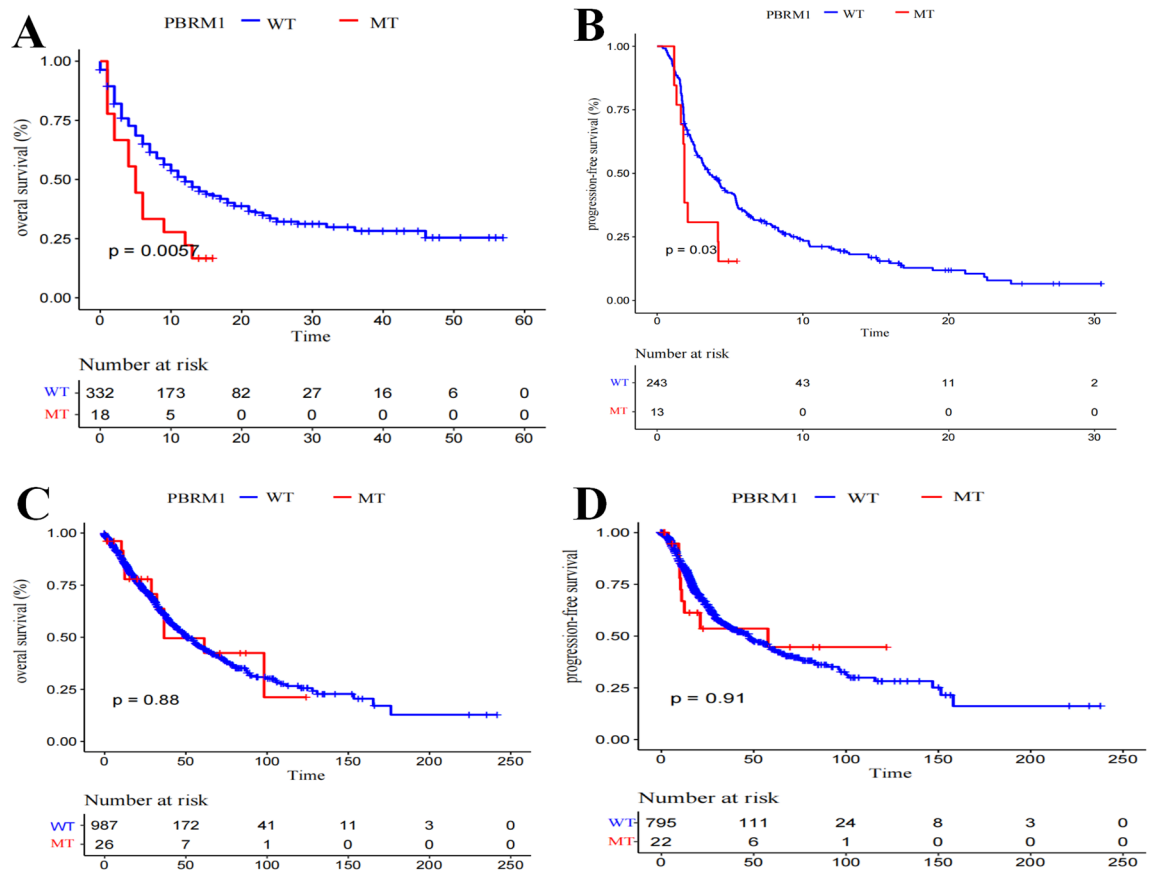 A
PBRM1 WT MT
overal survival (%)
1.00
0.75
0.50
0.25
0.00
p = 0.0057
0 10 20 30 40 50 60
Time
Number at risk
WT 332 173 82 27 16 6 0
MT 18 5 0 0 0 0 0
0 10 20 30 40 50 60
B
PBRM1 WT MT
progression-free survival (%)
1.00
0.75
0.50
0.25
0.00
p = 0.03
0 10 20 30
Time
Number at risk
WT 243 43 11 2
MT 13 0 0 0
0 10 20 30
C
PBRM1 WT MT
overal survival (%)
1.00
0.75
0.50
0.25
0.00
p = 0.88
0 50 100 150 200 250
Time
Number at risk
WT 987 172 41 11 3 0
MT 26 7 1 0 0 0
0 50 100 150 200 250
D
PBRM1 WT MT
progression-free survival
1.00
0.75
0.50
0.25
0.00
p = 0.91
0 50 100 150 200 250
Time
Number at risk
WT 795 111 24 8 3 0
MT 22 6 1 0 0 0
0 50 100 150 200 250